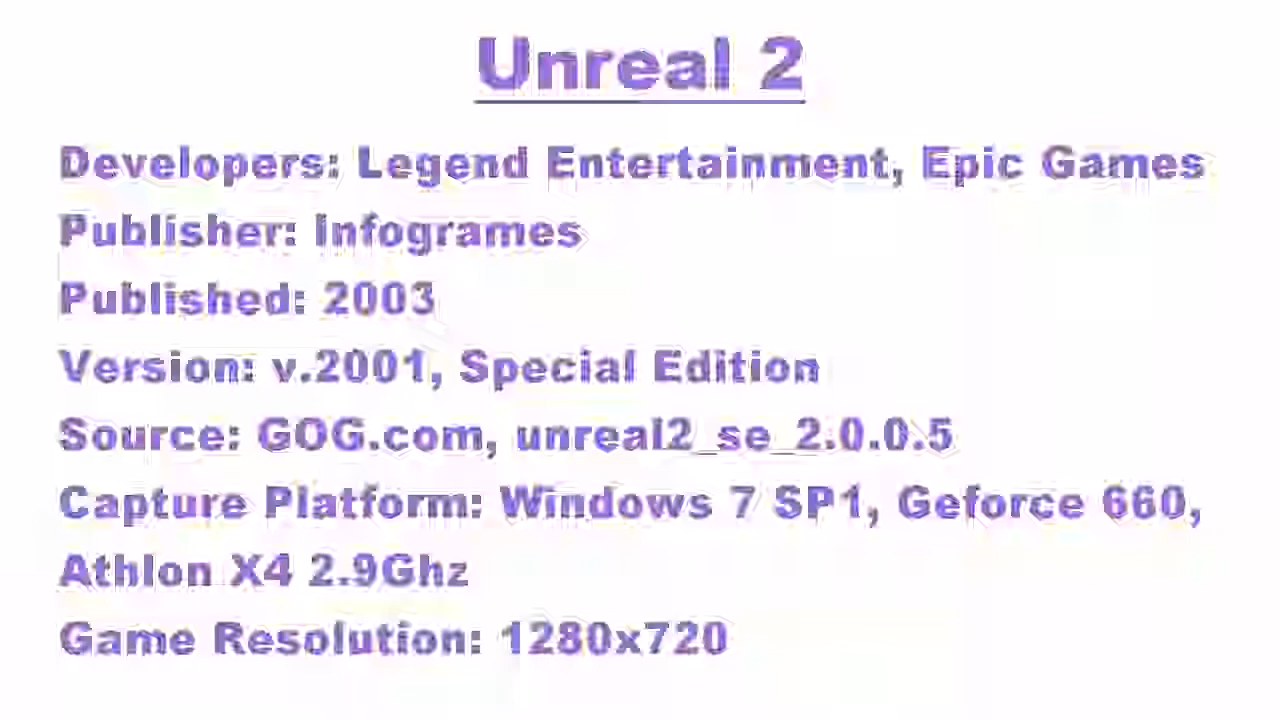 Unreal 2
Developers: Legend Entertainment, Epic Games
Publisher: Infogrames
Published: 2003
Version: v.2001, Special Edition
Source: GOG.com, unreal2_se_2.0.0.5
Capture Platform: Windows 7 SP1, Geforce 660,
Athlon X4 2.9Ghz
Game Resolution: 1280x720